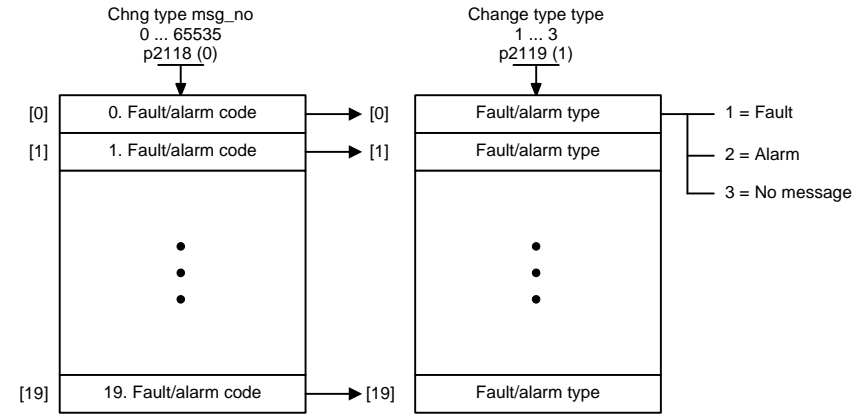 Chng type msg_no
0 ... 65535
p2118 (0)
Change type type
1 ... 3
p2119 (1)
[0] 0. Fault/alarm code [0] Fault/alarm type 1 = Fault
[1] 1. Fault/alarm code [1] Fault/alarm type 2 = Alarm
3 = No message
[19] 19. Fault/alarm code [19] Fault/alarm type